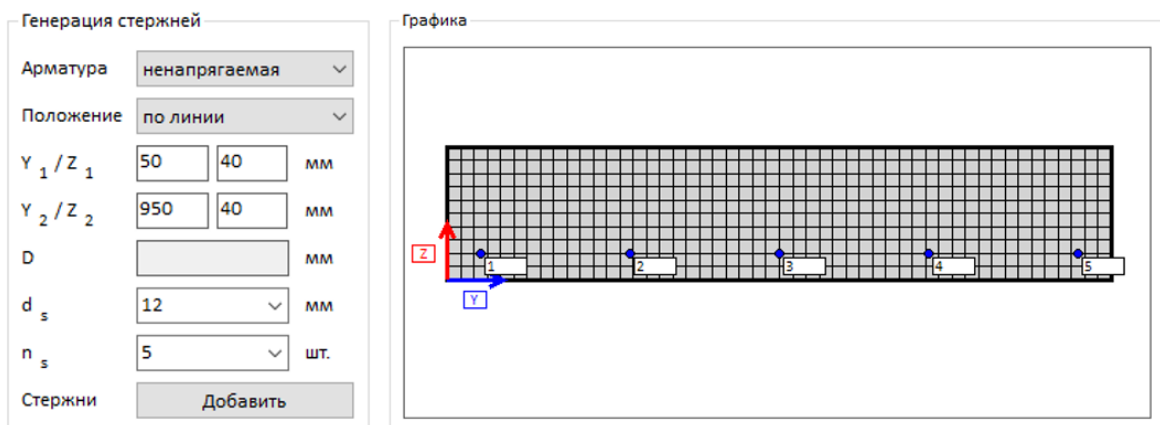 Генерация стержней
Арматура ненапрягаемая
Положение по линии
Y 1 / Z 1 50 40 мм
Y 2 / Z 2 950 40 мм
D мм
d s 12 мм
n s 5 шт.
Стержни Добавить
Графика
Z
1 2 3 4 5
Y